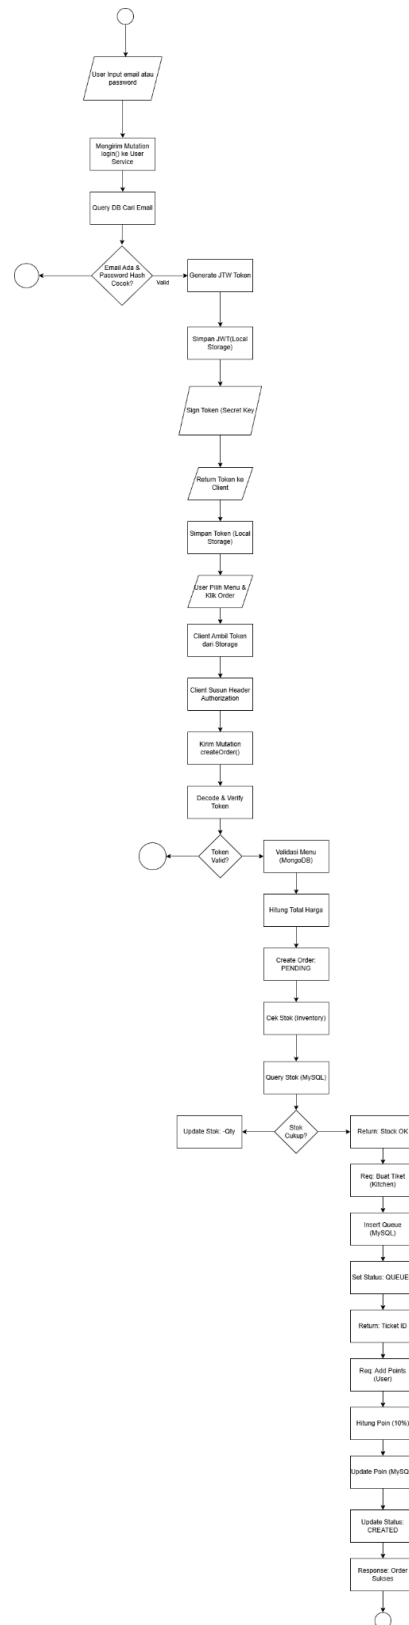 User Input email atau
password
Mengirim Mutation
login() ke User
Service
Query DB Cari Email
Email Ada &
Password Hash
Cocok?
Valid
Generate JTW Token
Simpan JWT(Local
Storage)
Sign Token (Secret Key
Return Token ke
Client
Simpan Token (Local
Storage)
User Pilih Menu &
Klik Order
Client Ambil Token
dari Storage
Client Susun Header
Authorization
Kirim Mutation
createOrder()
Decode & Verify
Token
Token
Valid?
Validasi Menu
(MongoDB)
Hitung Total Harga
Create Order:
PENDING
Cek Stok (Inventory)
Query Stok (MySQL)
Stok
Cukup?
Update Stok: -Qty
Return: Stock OK
Req: Buat Tiket
(Kitchen)
Insert Queue
(MySQL)
Set Status: QUEUE
Return: Ticket ID
Req: Add Points
(User)
Hitung Poin (10%)
Update Poin (MySQ
Update Status:
CREATED
Response: Order
Sukses